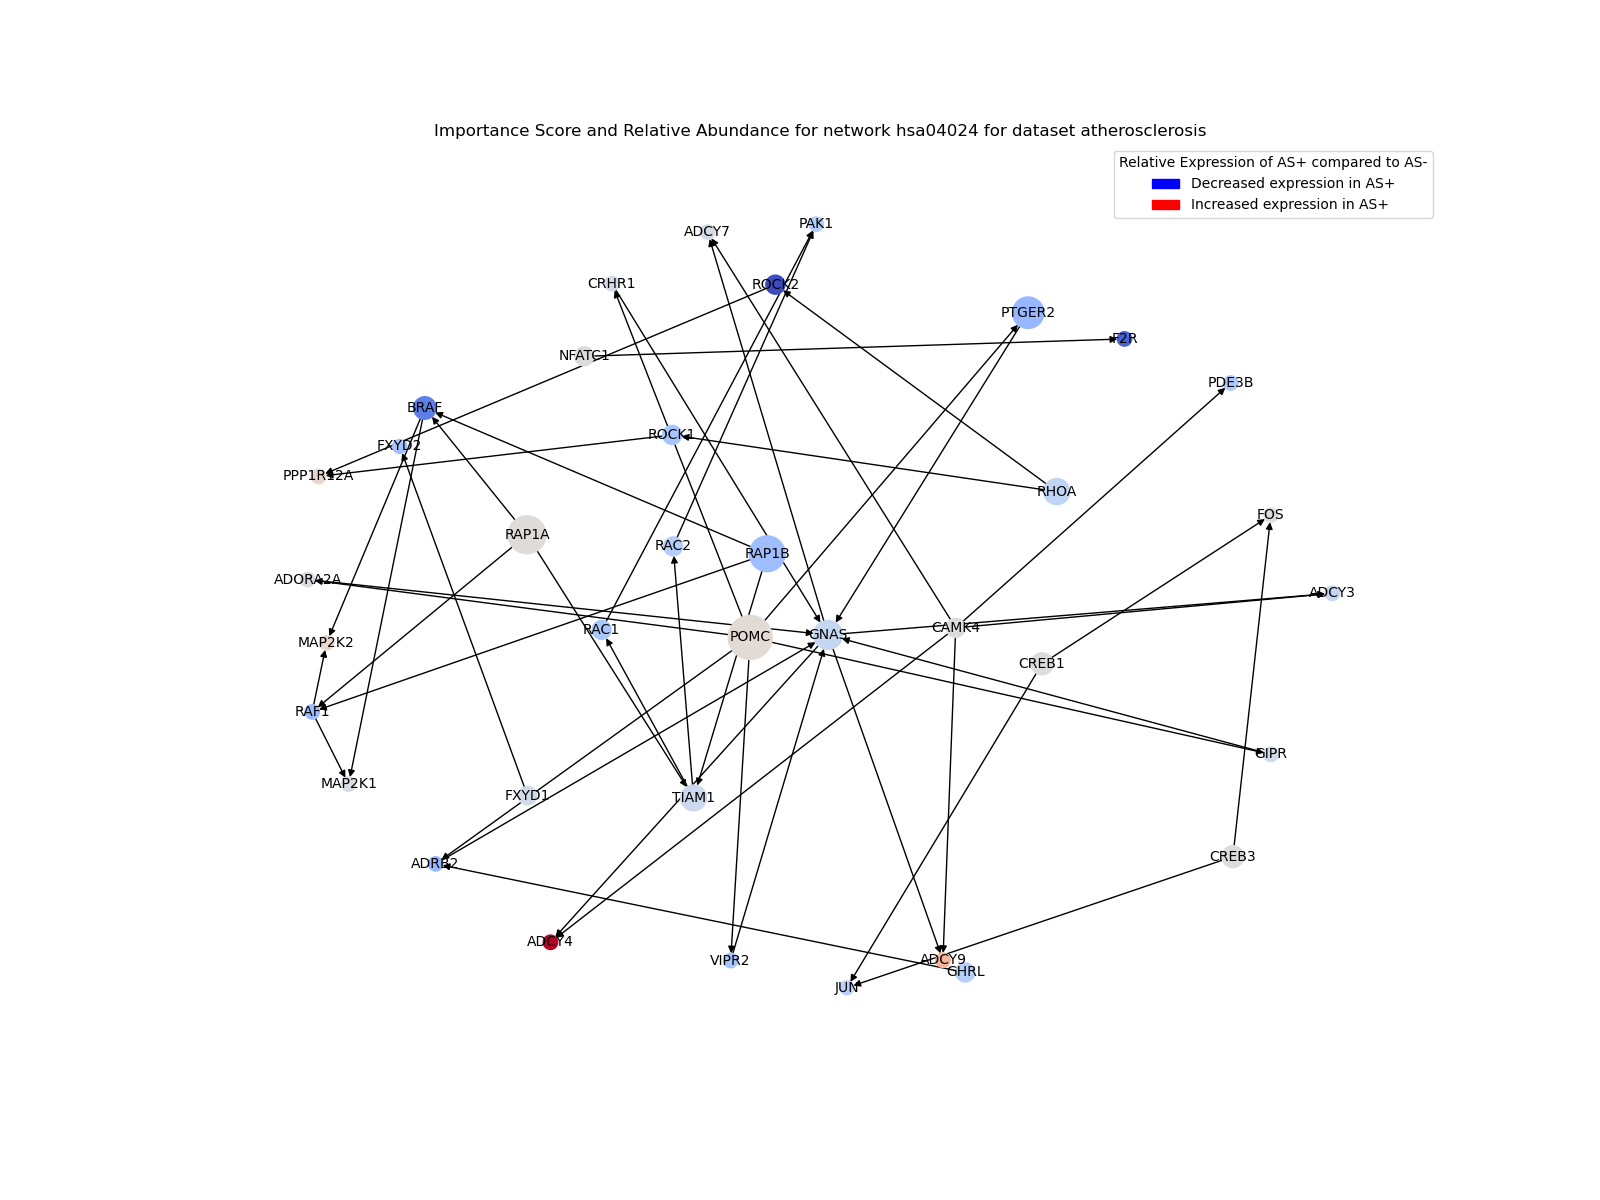 Importance Score and Relative Abundance for network hsa04024 for dataset atherosclerosis
Relative Expression of AS+ compared to AS-
Decreased expression in AS+
Increased expression in AS+
PAK1
ADCY7
CRHR1
ROCK2
PTGER2
F2R
NFATC1
PDE3B
BRAF
ROCK1
FXYD2
PPP1R12A
RHOA
FOS
RAP1A
RAC2
RAP1B
ADORA2A
ADCY3
RAC1
CAMK4
POMC
GNAS
MAP2K2
CREB1
RAF1
GIPR
MAP2K1
FXYD1
TIAM1
CREB3
ADRB2
ADCY4
VIPR2
ADCY9
GHRL
JUN